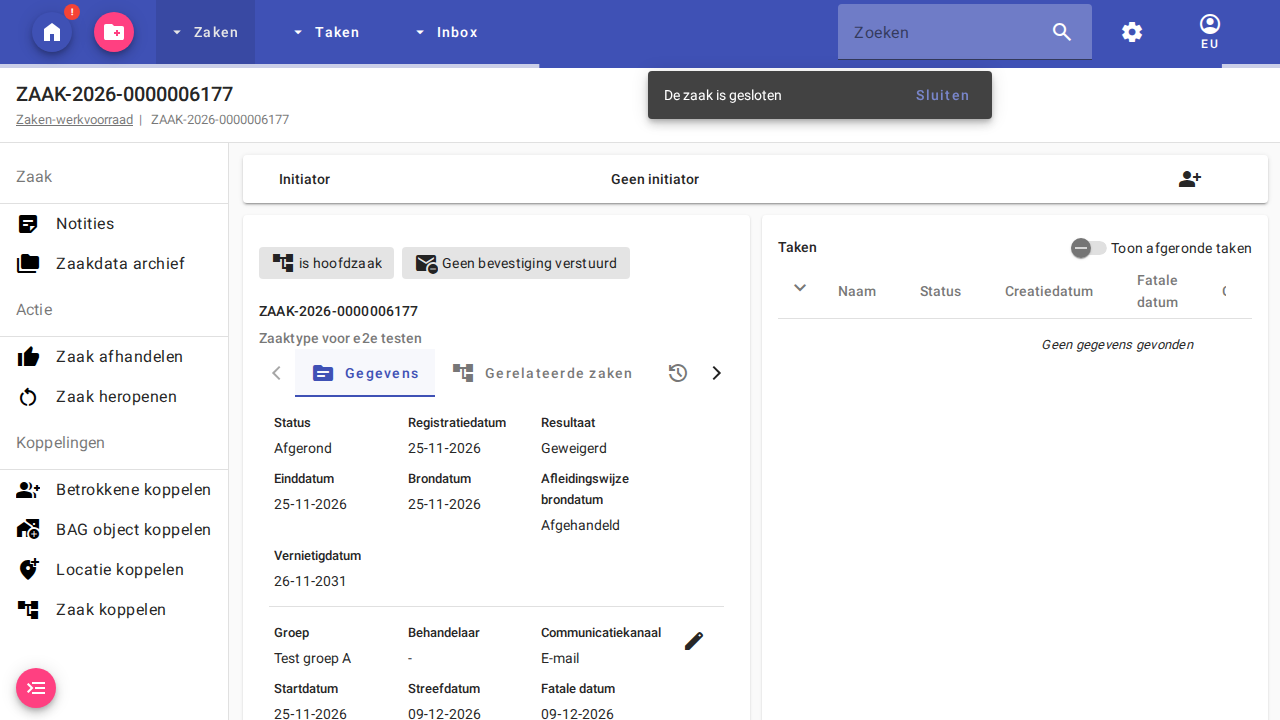 !
Zaken
Taken
Inbox
Zoeken
EU
ZAAK-2026-0000006177
Zaken-werkvoorraad | ZAAK-2026-0000006177
De zaak is gesloten
Sluiten
Zaak
Notities
Zaakdata archief
Actie
Zaak afhandelen
Zaak heropenen
Koppelingen
Betrokkene koppelen
BAG object koppelen
Locatie koppelen
Zaak koppelen
Initiator
Geen initiator
is hoofdzaak
Geen bevestiging verstuurd
ZAAK-2026-0000006177
Zaaktype voor e2e testen
Gegevens
Gerelateerde zaken
Status
Registratiedatum
Resultaat
Afgerond
25-11-2026
Geweigerd
Einddatum
Brondatum
Afleidingswijze
brondatum
25-11-2026
25-11-2026
Afgehandeld
Vernietigdatum
26-11-2031
Groep
Behandelaar
Communicatiekanaal
Test groep A
-
E-mail
Startdatum
Streefdatum
Fatale datum
25-11-2026
09-12-2026
09-12-2026
Taken
Toon afgeronde taken
Naam
Status
Creatiedatum
Fatale
datum
Geen gegevens gevonden